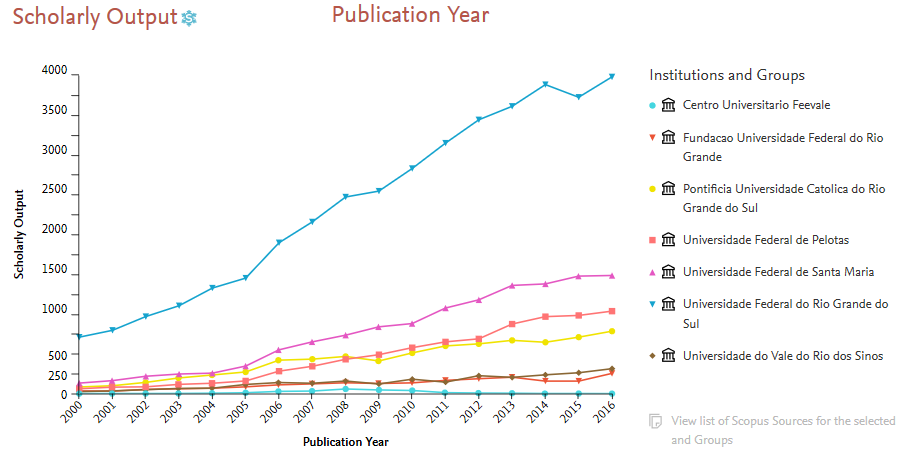 Scholarly Output
Publication Year
4000
3500
3000
2500
2000
1500
1000
500
250
0
Scholarly Output
2000
2001
2002
2003
2004
2005
2006
2007
2008
2009
2010
2011
2012
2013
2014
2015
2016
Publication Year
Institutions and Groups
Centro Universitario Feevale
Fundacao Universidade Federal do Rio
Grande
Pontificia Universidade Catolica do Rio
Grande do Sul
Universidade Federal de Pelotas
Universidade Federal de Santa Maria
Universidade Federal do Rio Grande do
Sul
Universidade do Vale do Rio dos Sinos
View list of Scopus Sources for the selected
and Groups